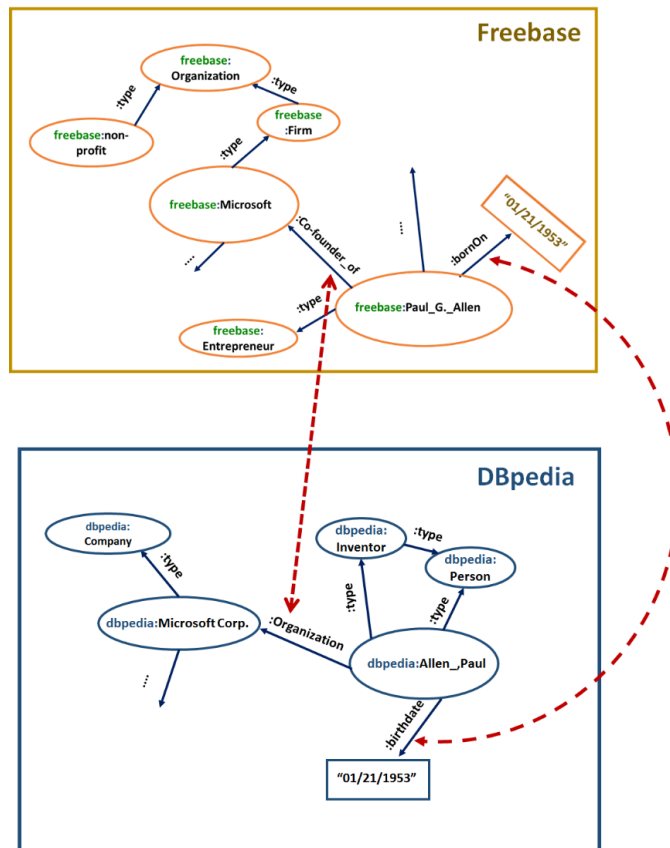 Freebase
freebase:
Organization
:type
:type
freebase
:Firm
freebase:non-
profit
:type
freebase:Microsoft
:Co-founder_of
....
....
:bornOn
"01/21/1953"
:type
freebase:Paul_G._Allen
freebase:
Entrepreneur
DBpedia
dbpedia:
Company
:type
dbpedia:
Inventor
:type
dbpedia:
Person
:type
:type
dbpedia:Microsoft Corp.
:Organization
dbpedia:Allen_,Paul
....
:birthdate
"01/21/1953"